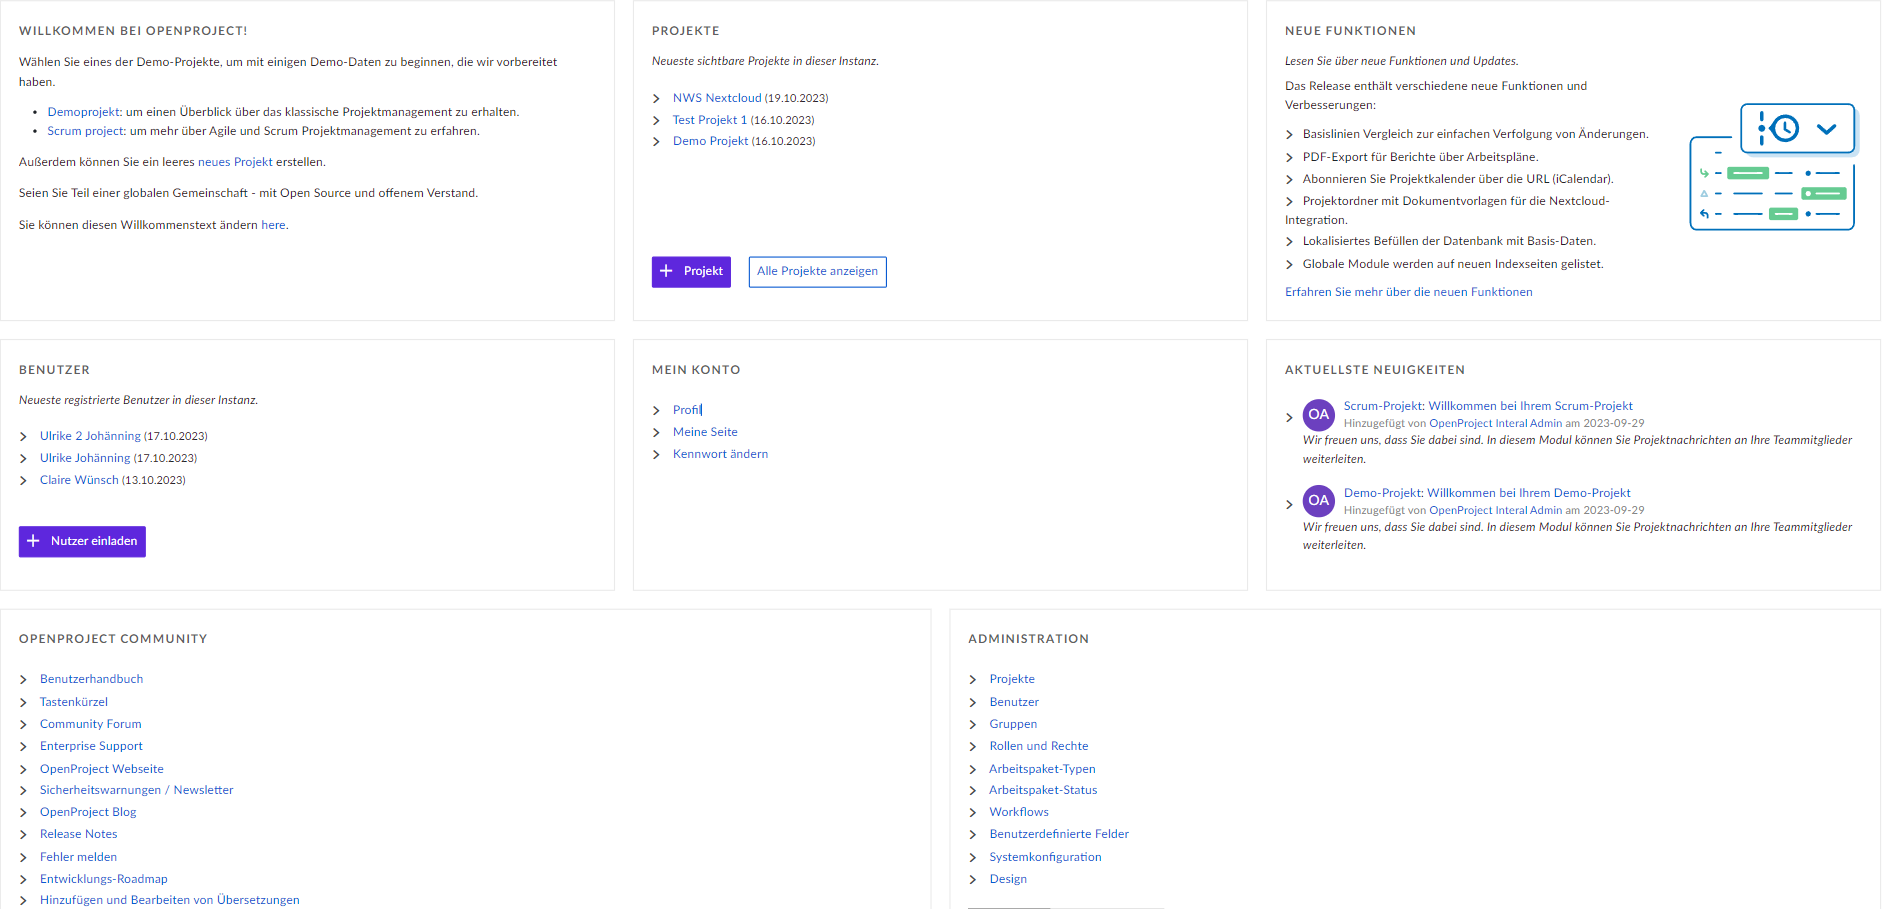 WILLKOMMEN BEI OPENPROJECT!
Wählen Sie eines der Demo-Projekte, um mit einigen Demo-Daten zu beginnen, die wir vorbereitet
haben.
• Demoprojekt: um einen Überblick über das klassische Projektmanagement zu erhalten.
• Scrum project: um mehr über Agile und Scrum Projektmanagement zu erfahren.
Außerdem können Sie ein leeres neues Projekt erstellen.
Seien Sie Teil einer globalen Gemeinschaft - mit Open Source und offenem Verstand.
Sie können diesen Willkommenstext ändern here.
PROJEKTE
Neueste sichtbare Projekte in dieser Instanz.
NWS Nextcloud (19.10.2023)
Test Projekt 1 (16.10.2023)
Demo Projekt (16.10.2023)
+ Projekt
Alle Projekte anzeigen
NEUE FUNKTIONEN
Lesen Sie über neue Funktionen und Updates.
Das Release enthält verschiedene neue Funktionen und
Verbesserungen:
Basislinien Vergleich zur einfachen Verfolgung von Änderungen.
PDF-Export für Berichte über Arbeitspläne.
Abonnieren Sie Projektkalender über die URL (iCalendar).
Projektordner mit Dokumentvorlagen für die Nextcloud-
Integration.
Lokalisiertes Befüllen der Datenbank mit Basis-Daten.
Globale Module werden auf neuen Indexseiten gelistet.
Erfahren Sie mehr über die neuen Funktionen
BENUTZER
Neueste registrierte Benutzer in dieser Instanz.
Ulrike 2 Johänning (17.10.2023)
Ulrike Johänning (17.10.2023)
Claire Wünsch (13.10.2023)
+ Nutzer einladen
MEIN KONTO
Profil
Meine Seite
Kennwort ändern
AKTUELLSTE NEUIGKEITEN
OA
Scrum-Projekt: Willkommen bei Ihrem Scrum-Projekt
Hinzugefügt von OpenProject Interal Admin am 2023-09-29
Wir freuen uns, dass Sie dabei sind. In diesem Modul können Sie Projektnachrichten an Ihre Teammitglieder
weiterleiten.
OA
Demo-Projekt: Willkommen bei Ihrem Demo-Projekt
Hinzugefügt von OpenProject Interal Admin am 2023-09-29
Wir freuen uns, dass Sie dabei sind. In diesem Modul können Sie Projektnachrichten an Ihre Teammitglieder
weiterleiten.
OPENPROJECT COMMUNITY
Benutzerhandbuch
Tastenkürzel
Community Forum
Enterprise Support
OpenProject Webseite
Sicherheitswarnungen / Newsletter
OpenProject Blog
Release Notes
Fehler melden
Entwicklungs-Roadmap
Hinzufügen und Bearbeiten von Übersetzungen
ADMINISTRATION
Projekte
Benutzer
Gruppen
Rollen und Rechte
Arbeitspaket-Typen
Arbeitspaket-Status
Workflows
Benutzerdefinierte Felder
Systemkonfiguration
Design